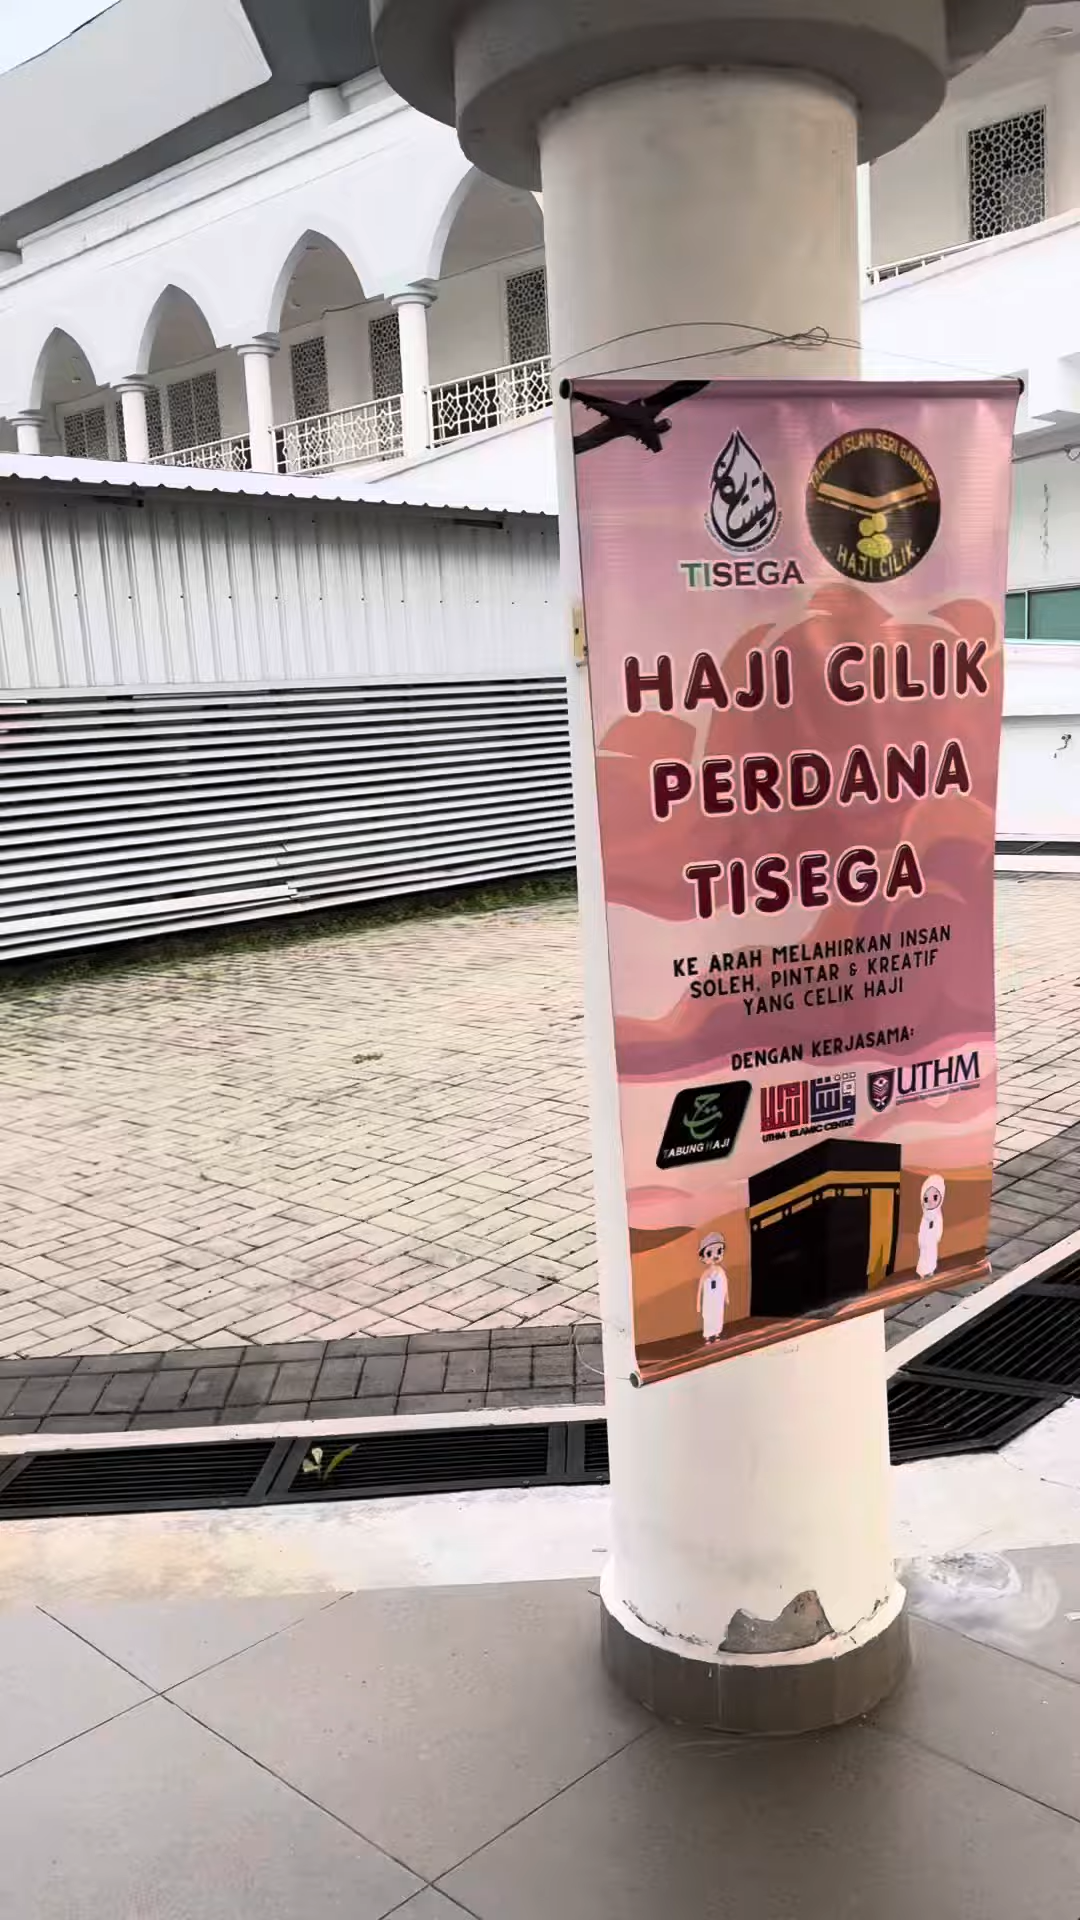 تيسيغا
TISEGA
TADIKA ISLAM SERI GADING
HAJI CILIK
HAJI CILIK
PERDANA
TISEGA
KE ARAH MELAHIRKAN INSAN
SOLEH, PINTAR & KREATIF
YANG CELIK HAJI
DENGAN KERJASAMA:
TABUNG HAJI
UTHM ISLAMIC CENTRE
UTHM